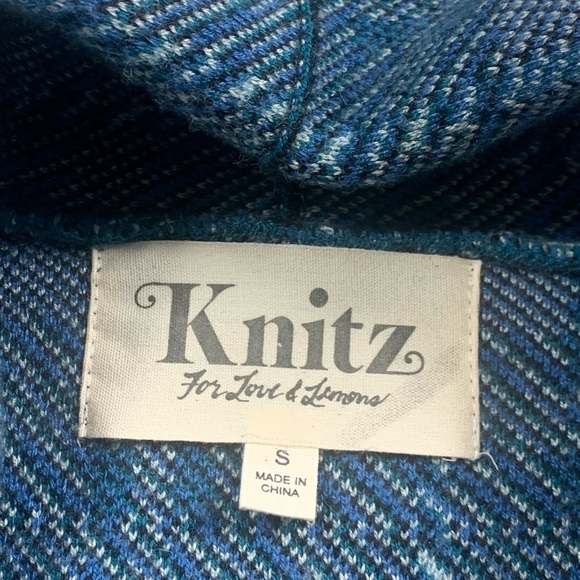 Knitz
For Love & Lemons
S
MADE IN
CHINA